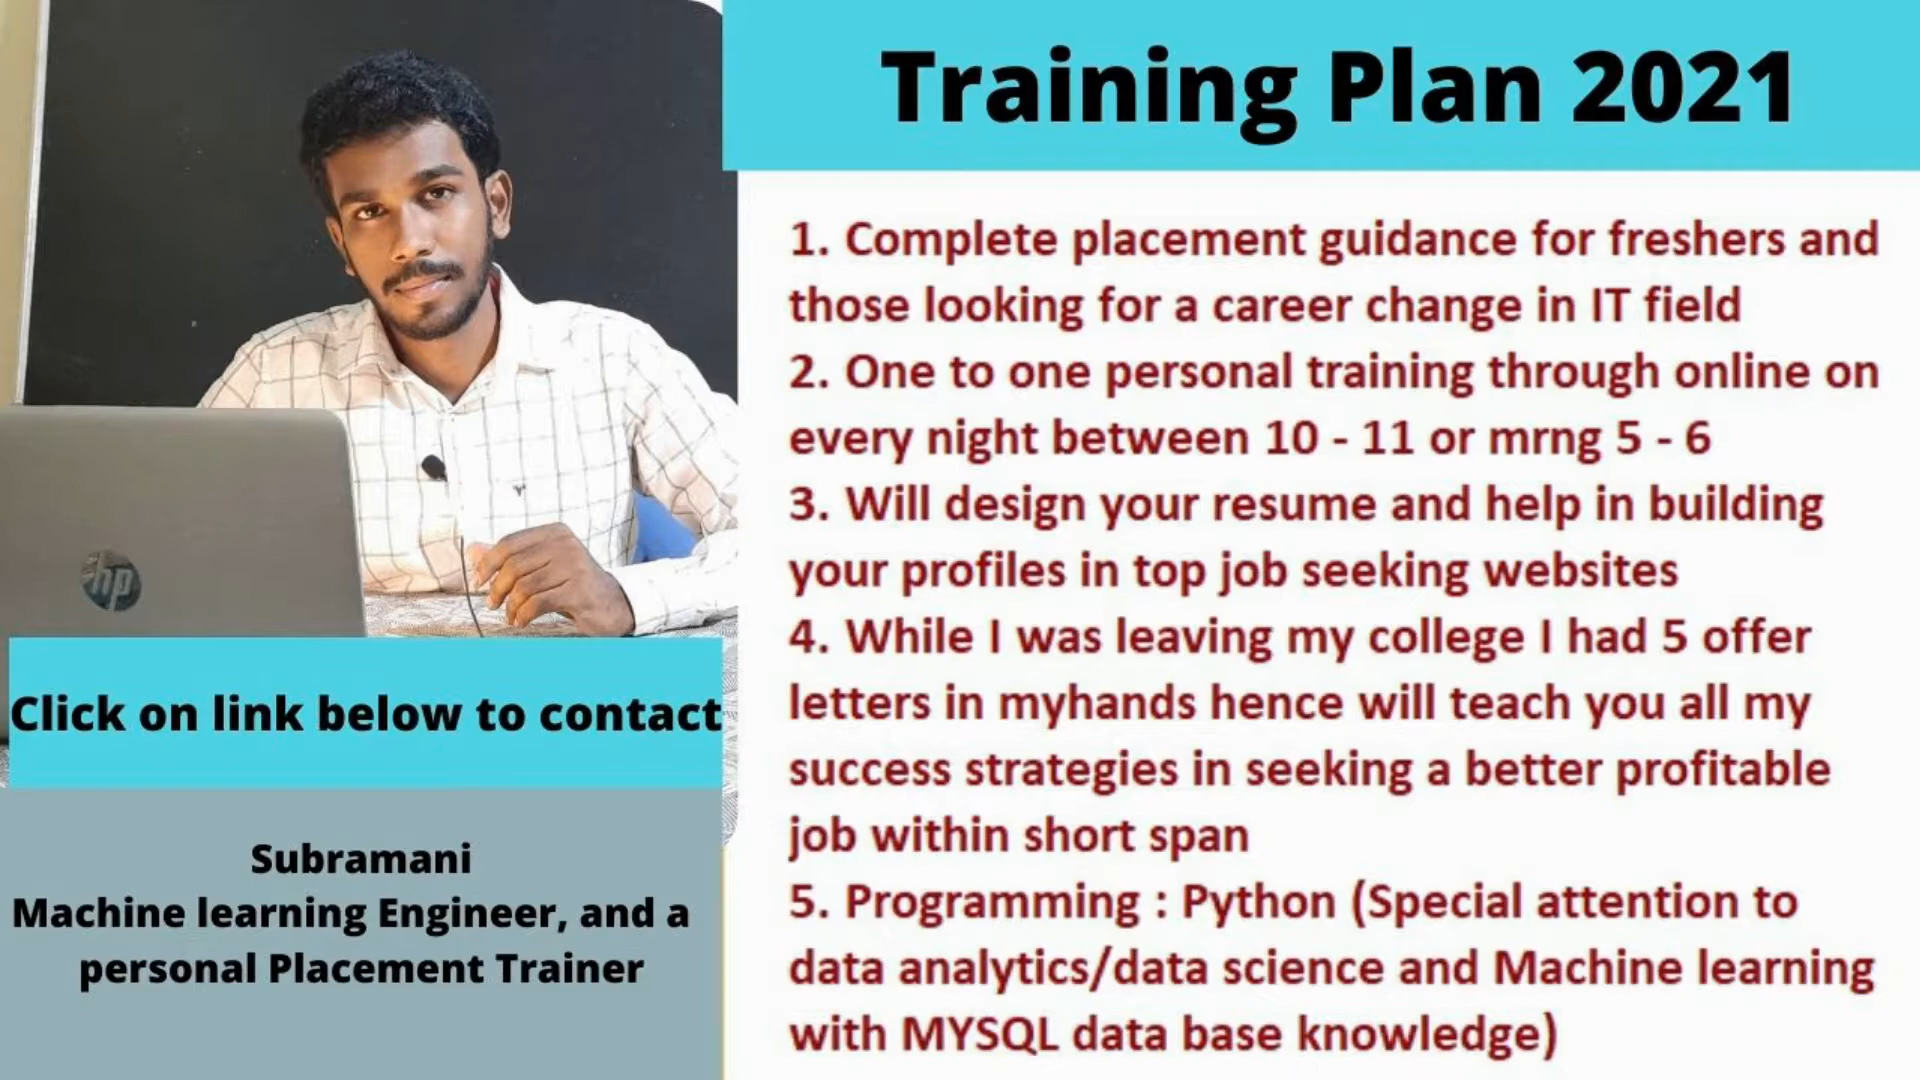 Training Plan 2021
1. Complete placement guidance for freshers and
those looking for a career change in IT field
2. One to one personal training through online on
every night between 10 - 11 or mrng 5 - 6
3. Will design your resume and help in building
your profiles in top job seeking websites
4. While I was leaving my college I had 5 offer
letters in myhands hence will teach you all my
success strategies in seeking a better profitable
job within short span
5. Programming : Python (Special attention to
data analytics/data science and Machine learning
with MYSQL data base knowledge)
hp
Click on link below to contact
Subramani
Machine learning Engineer, and a
personal Placement Trainer